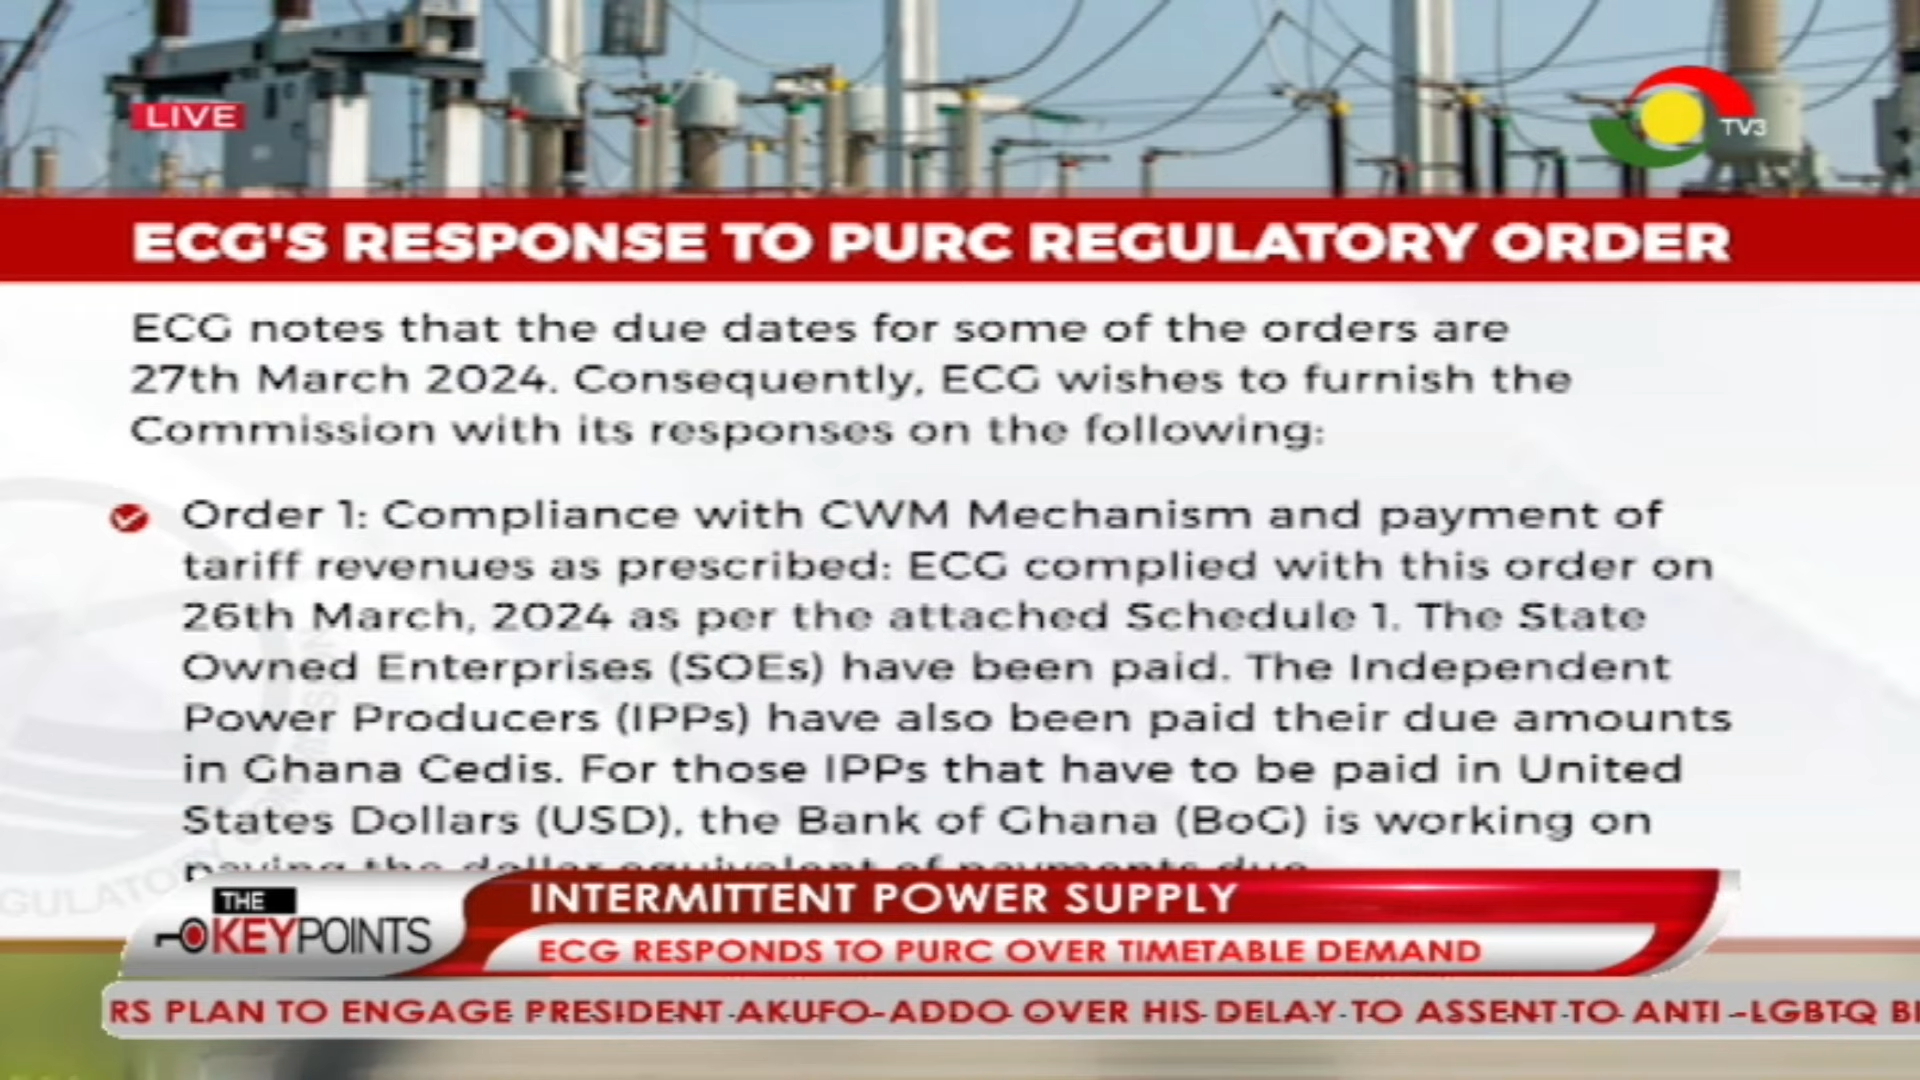 LIVE
TV3
ECG'S RESPONSE TO PURC REGULATORY ORDER
ECG notes that the due dates for some of the orders are
27th March 2024. Consequently, ECG wishes to furnish the
Commission with its responses on the following:
Order 1: Compliance with CWM Mechanism and payment of
tariff revenues as prescribed: ECG complied with this order on
26th March, 2024 as per the attached Schedule 1. The State
Owned Enterprises (SOEs) have been paid. The Independent
Power Producers (IPPs) have also been paid their due amounts
in Ghana Cedis. For those IPPs that have to be paid in United
States Dollars (USD), the Bank of Ghana (BoG) is working on
paying the dollar equivalent of payments due
THE
KEYPOINTS
INTERMITTENT POWER SUPPLY
ECG RESPONDS TO PURC OVER TIMETABLE DEMAND
RS PLAN TO ENGAGE PRESIDENT AKUFO-ADDO OVER HIS DELAY TO ASSENT TO ANTI-LGBTQ